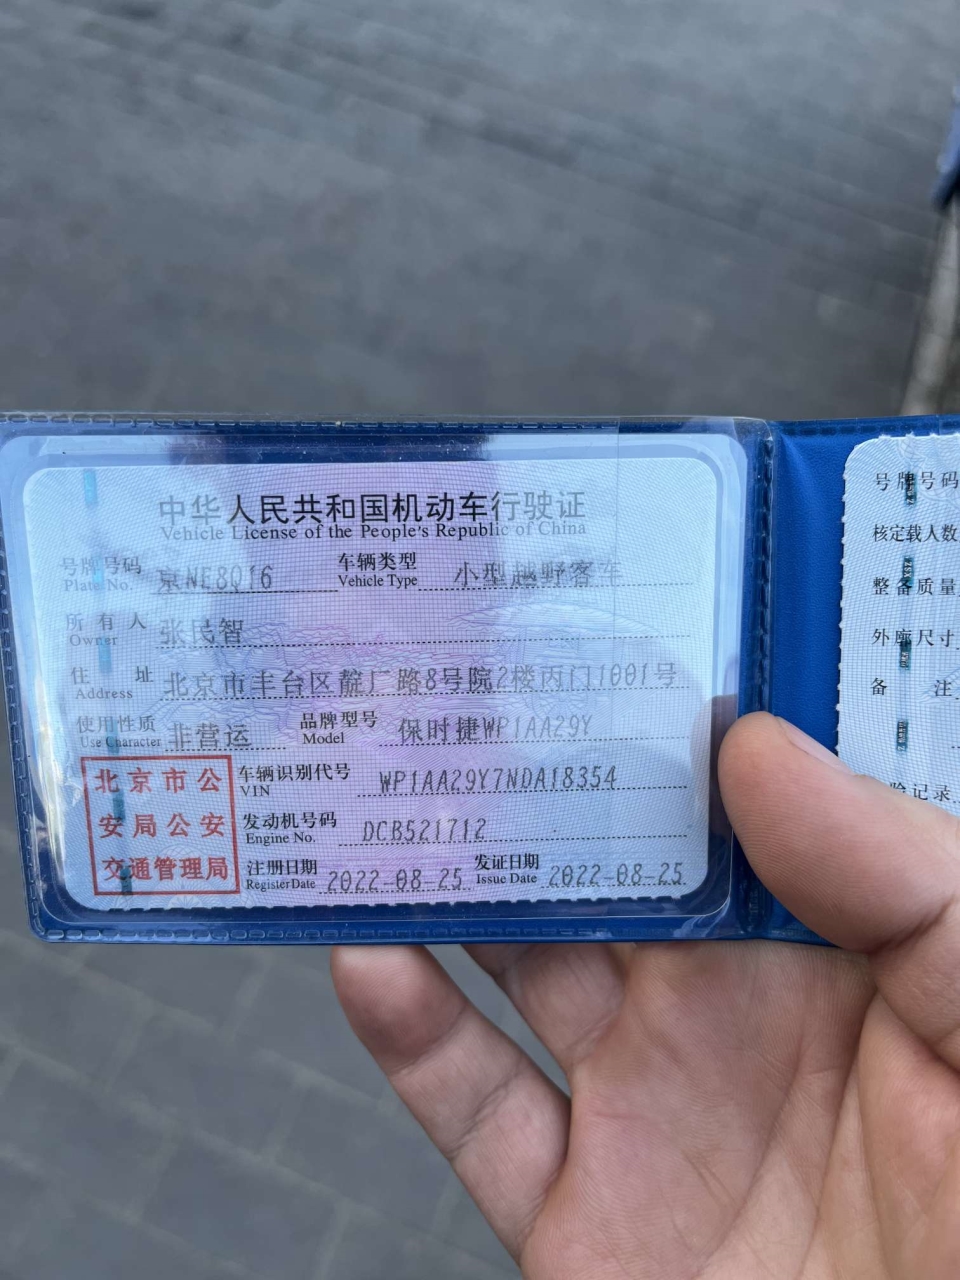 中华人民共和国机动车行驶证
Vehicle License of the People's Republic of China
号牌号码 京NE8Q16 车辆类型 小型越野客车
Plate No. Vehicle Type
所有人 张民智
Owner
住址 北京市丰台区靛厂路8号院2楼丙门1001号
Address
使用性质 非营运 品牌型号 保时捷WP1AA29Y
Use Character Model
北京市公安局公安交通管理局
车辆识别代号 WP1AA29Y7NDA18354
VIN
发动机号码 DCB521712
Engine No.
注册日期 2022-08-25 发证日期 2022-08-25
Register Date Issue Date
号牌号码
核定载人数
整备质量
外廓尺寸
备注
验记录